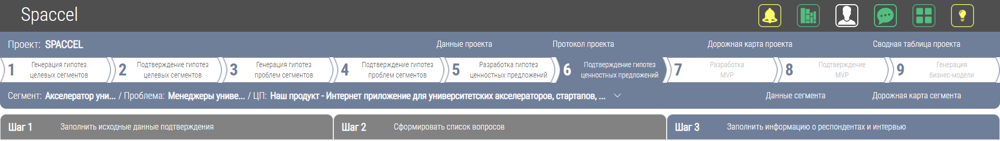 Spaccel
Проект: SPACCEL
Данные проекта
Протокол проекта
Дорожная карта проекта
Сводная таблица проекта
1
Генерация гипотез
целевых сегментов
2
Подтверждение гипотез
целевых сегментов
3
Генерация гипотез
проблем сегментов
4
Подтверждение гипотез
проблем сегментов
5
Разработка гипотез
ценностных предложений
6
Подтверждение гипотез
ценностных предложений
7
Разработка
MVP
8
Подтверждение
MVP
9
Генерация
бизнес-модели
Сегмент: Акселератор уни... / Проблема: Менеджеры униве... / ЦП: Наш продукт - Интернет приложение для университетских акселераторов, стартапов, ...
Данные сегмента
Дорожная карта сегмента
Шаг 1
Заполнить исходные данные подтверждения
Шаг 2
Сформировать список вопросов
Шаг 3
Заполнить информацию о респондентах и интервью